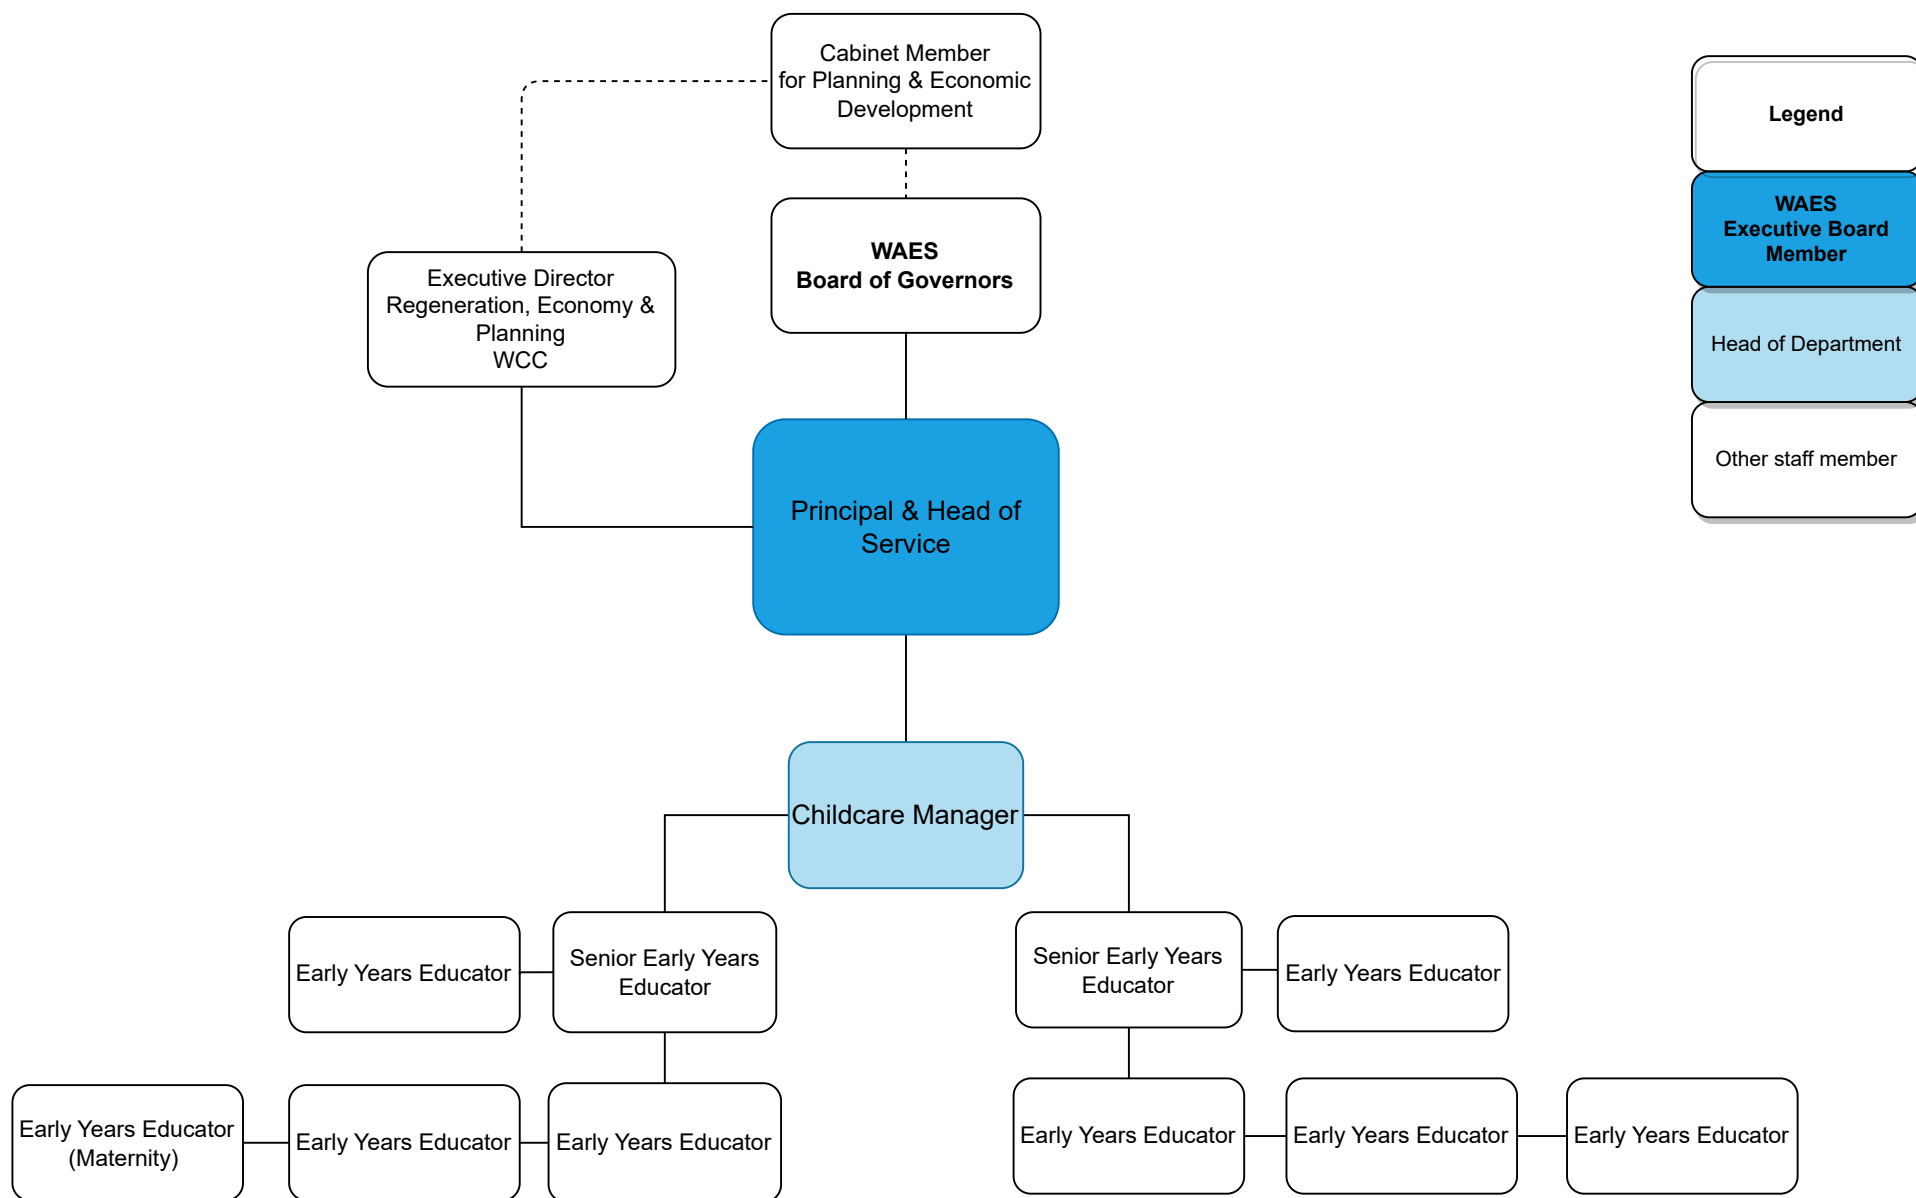 Cabinet Member
for Planning & Economic
Development
Legend
WAES
Executive Board
Member
Head of Department
Other staff member
WAES
Board of Governors
Executive Director
Regeneration, Economy &
Planning
WCC
Principal & Head of
Service
Childcare Manager
Early Years Educator
Senior Early Years
Educator
Senior Early Years
Educator
Early Years Educator
Early Years Educator
(Maternity)
Early Years Educator
Early Years Educator
Early Years Educator
Early Years Educator
Early Years Educator